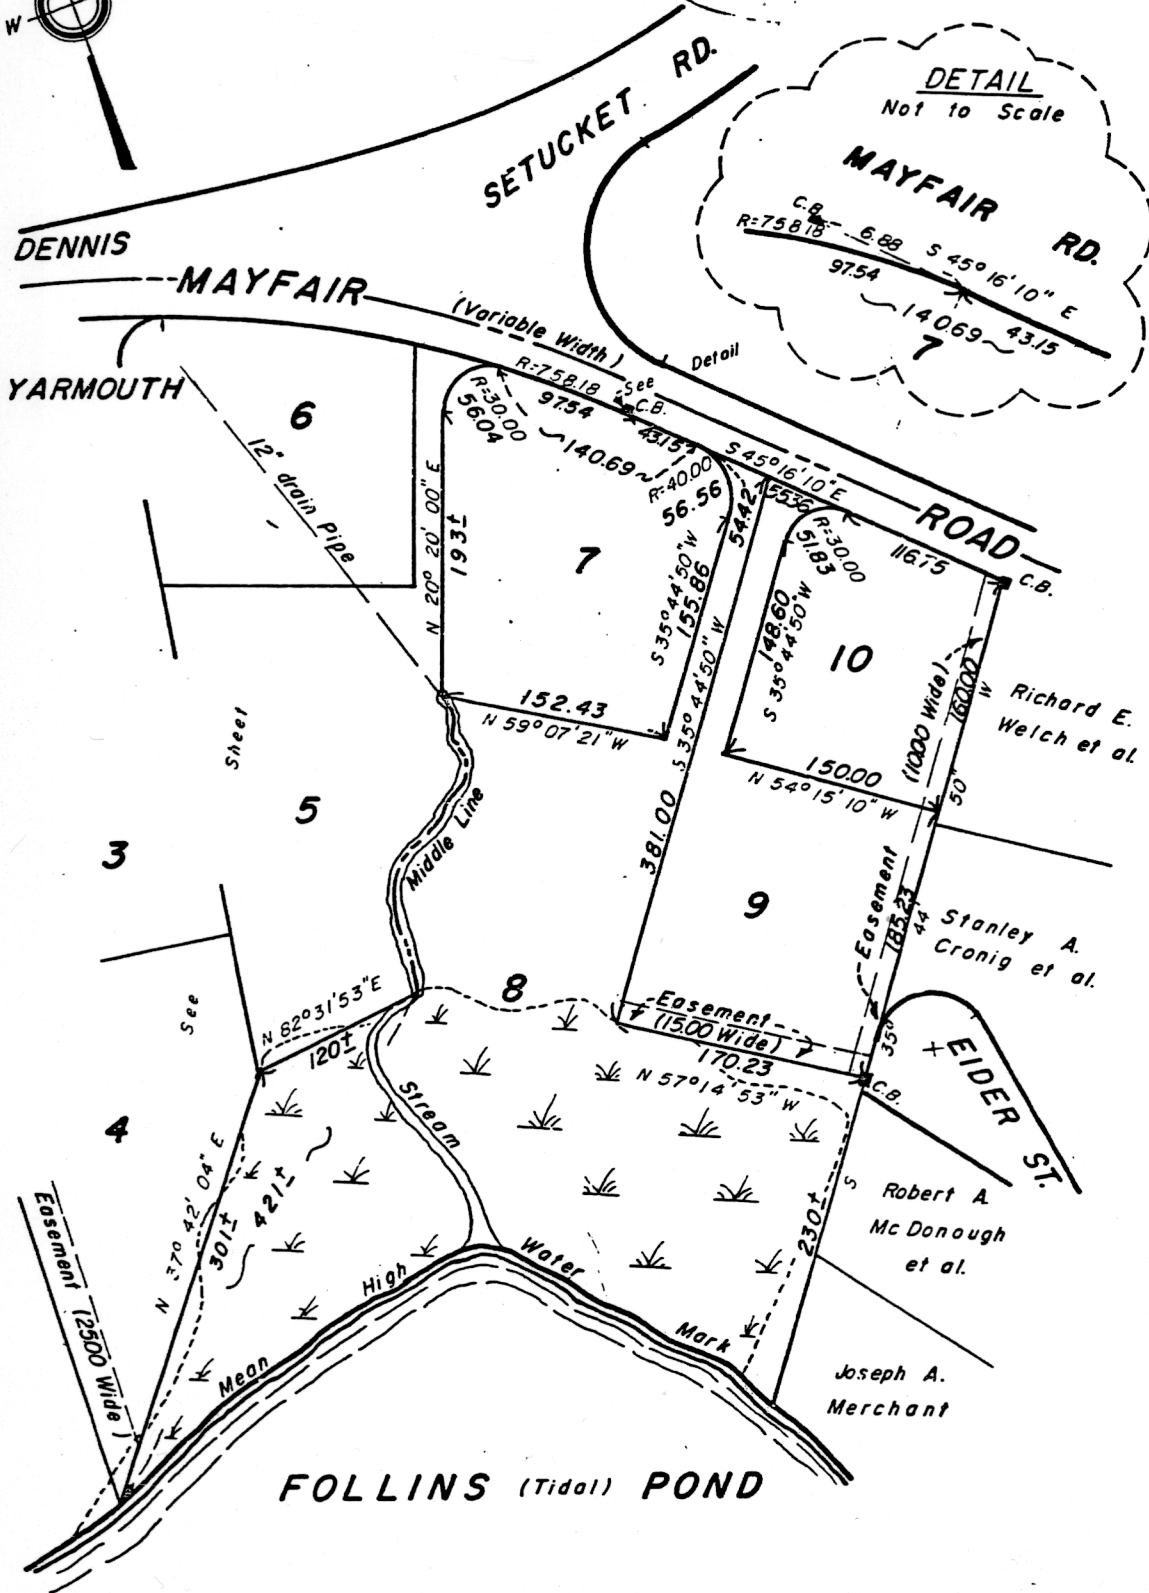 W
SETUCKET RD.
DETAIL
Not to Scale
MAYFAIR RD.
C.B.
R=758.18
6.88
S 45° 16' 10" E
97.54
140.69
43.15
7
DENNIS
MAYFAIR
(Variable Width)
See Detail
YARMOUTH
6
12" drain Pipe
R=758.18
97.54
C.B.
43.15
140.69
R=30.00
56.04
R=40.00
56.56
S 45° 16' 10" E
55.36
54.42
ROAD
116.75
C.B.
R=30.00
51.83
N 20° 20' 00" E
193±
7
S 35° 44' 50" W
155.86
148.60
S 35° 44' 50" W
10
(10.00 Wide)
160.00
W
Richard E.
Welch et al.
152.43
N 59° 07' 21" W
S 35° 44' 50" W
381.00
150.00
N 54° 15' 10" W
50"
Sheet
5
3
Middle Line
9
Easement
185.23
44'
Stanley A.
Cronig et al.
See
N 82° 31' 53" E
120±
8
Easement
(15.00 Wide)
170.23
N 57° 14' 53" W
35°
C.B.
EIDER ST.
4
Stream
N 37° 42' 04" E
301±
421±
Easement (25.00 Wide)
230±
S
Robert A.
McDonough
et al.
Mean High Water Mark
Joseph A.
Merchant
FOLLINS (Tidal) POND